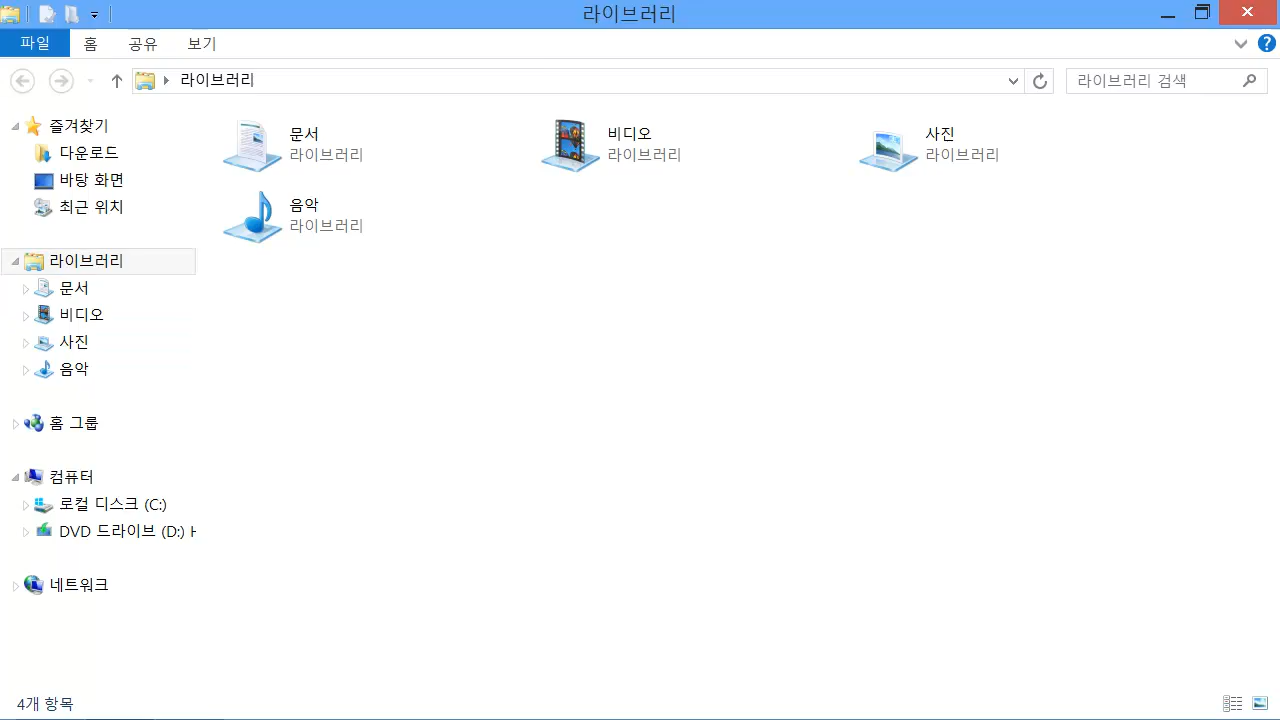 라이브러리
파일 홈 공유 보기
라이브러리
라이브러리 검색
즐겨찾기
다운로드
바탕 화면
최근 위치
라이브러리
문서
비디오
사진
음악
홈 그룹
컴퓨터
로컬 디스크 (C:)
DVD 드라이브 (D:) H
네트워크
문서
라이브러리
비디오
라이브러리
사진
라이브러리
음악
라이브러리
4개 항목